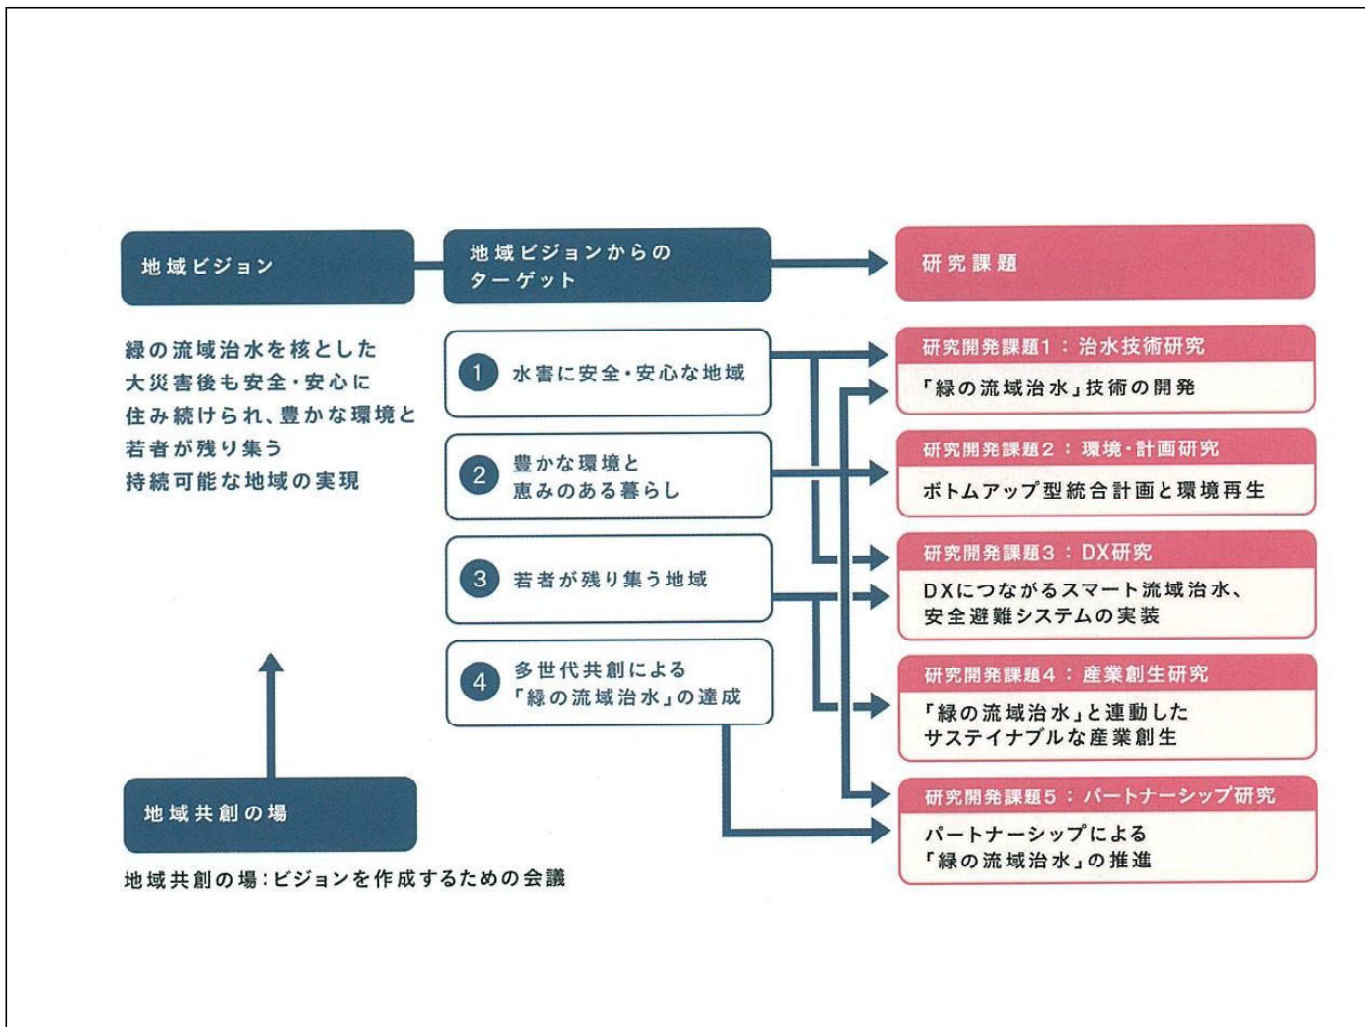 地域ビジョン
地域ビジョンからの
ターゲット
研究課題
緑の流域治水を核とした
大災害後も安全・安心に
住み続けられ、豊かな環境と
若者が残り集う
持続可能な地域の実現
1 水害に安全・安心な地域
2 豊かな環境と
恵みのある暮らし
3 若者が残り集う地域
4 多世代共創による
「緑の流域治水」の達成
研究開発課題1：治水技術研究
「緑の流域治水」技術の開発
研究開発課題2：環境・計画研究
ボトムアップ型統合計画と環境再生
研究開発課題3：DX研究
DXにつながるスマート流域治水、
安全避難システムの実装
研究開発課題4：産業創生研究
「緑の流域治水」と連動した
サステイナブルな産業創生
研究開発課題5：パートナーシップ研究
パートナーシップによる
「緑の流域治水」の推進
地域共創の場
地域共創の場：ビジョンを作成するための会議